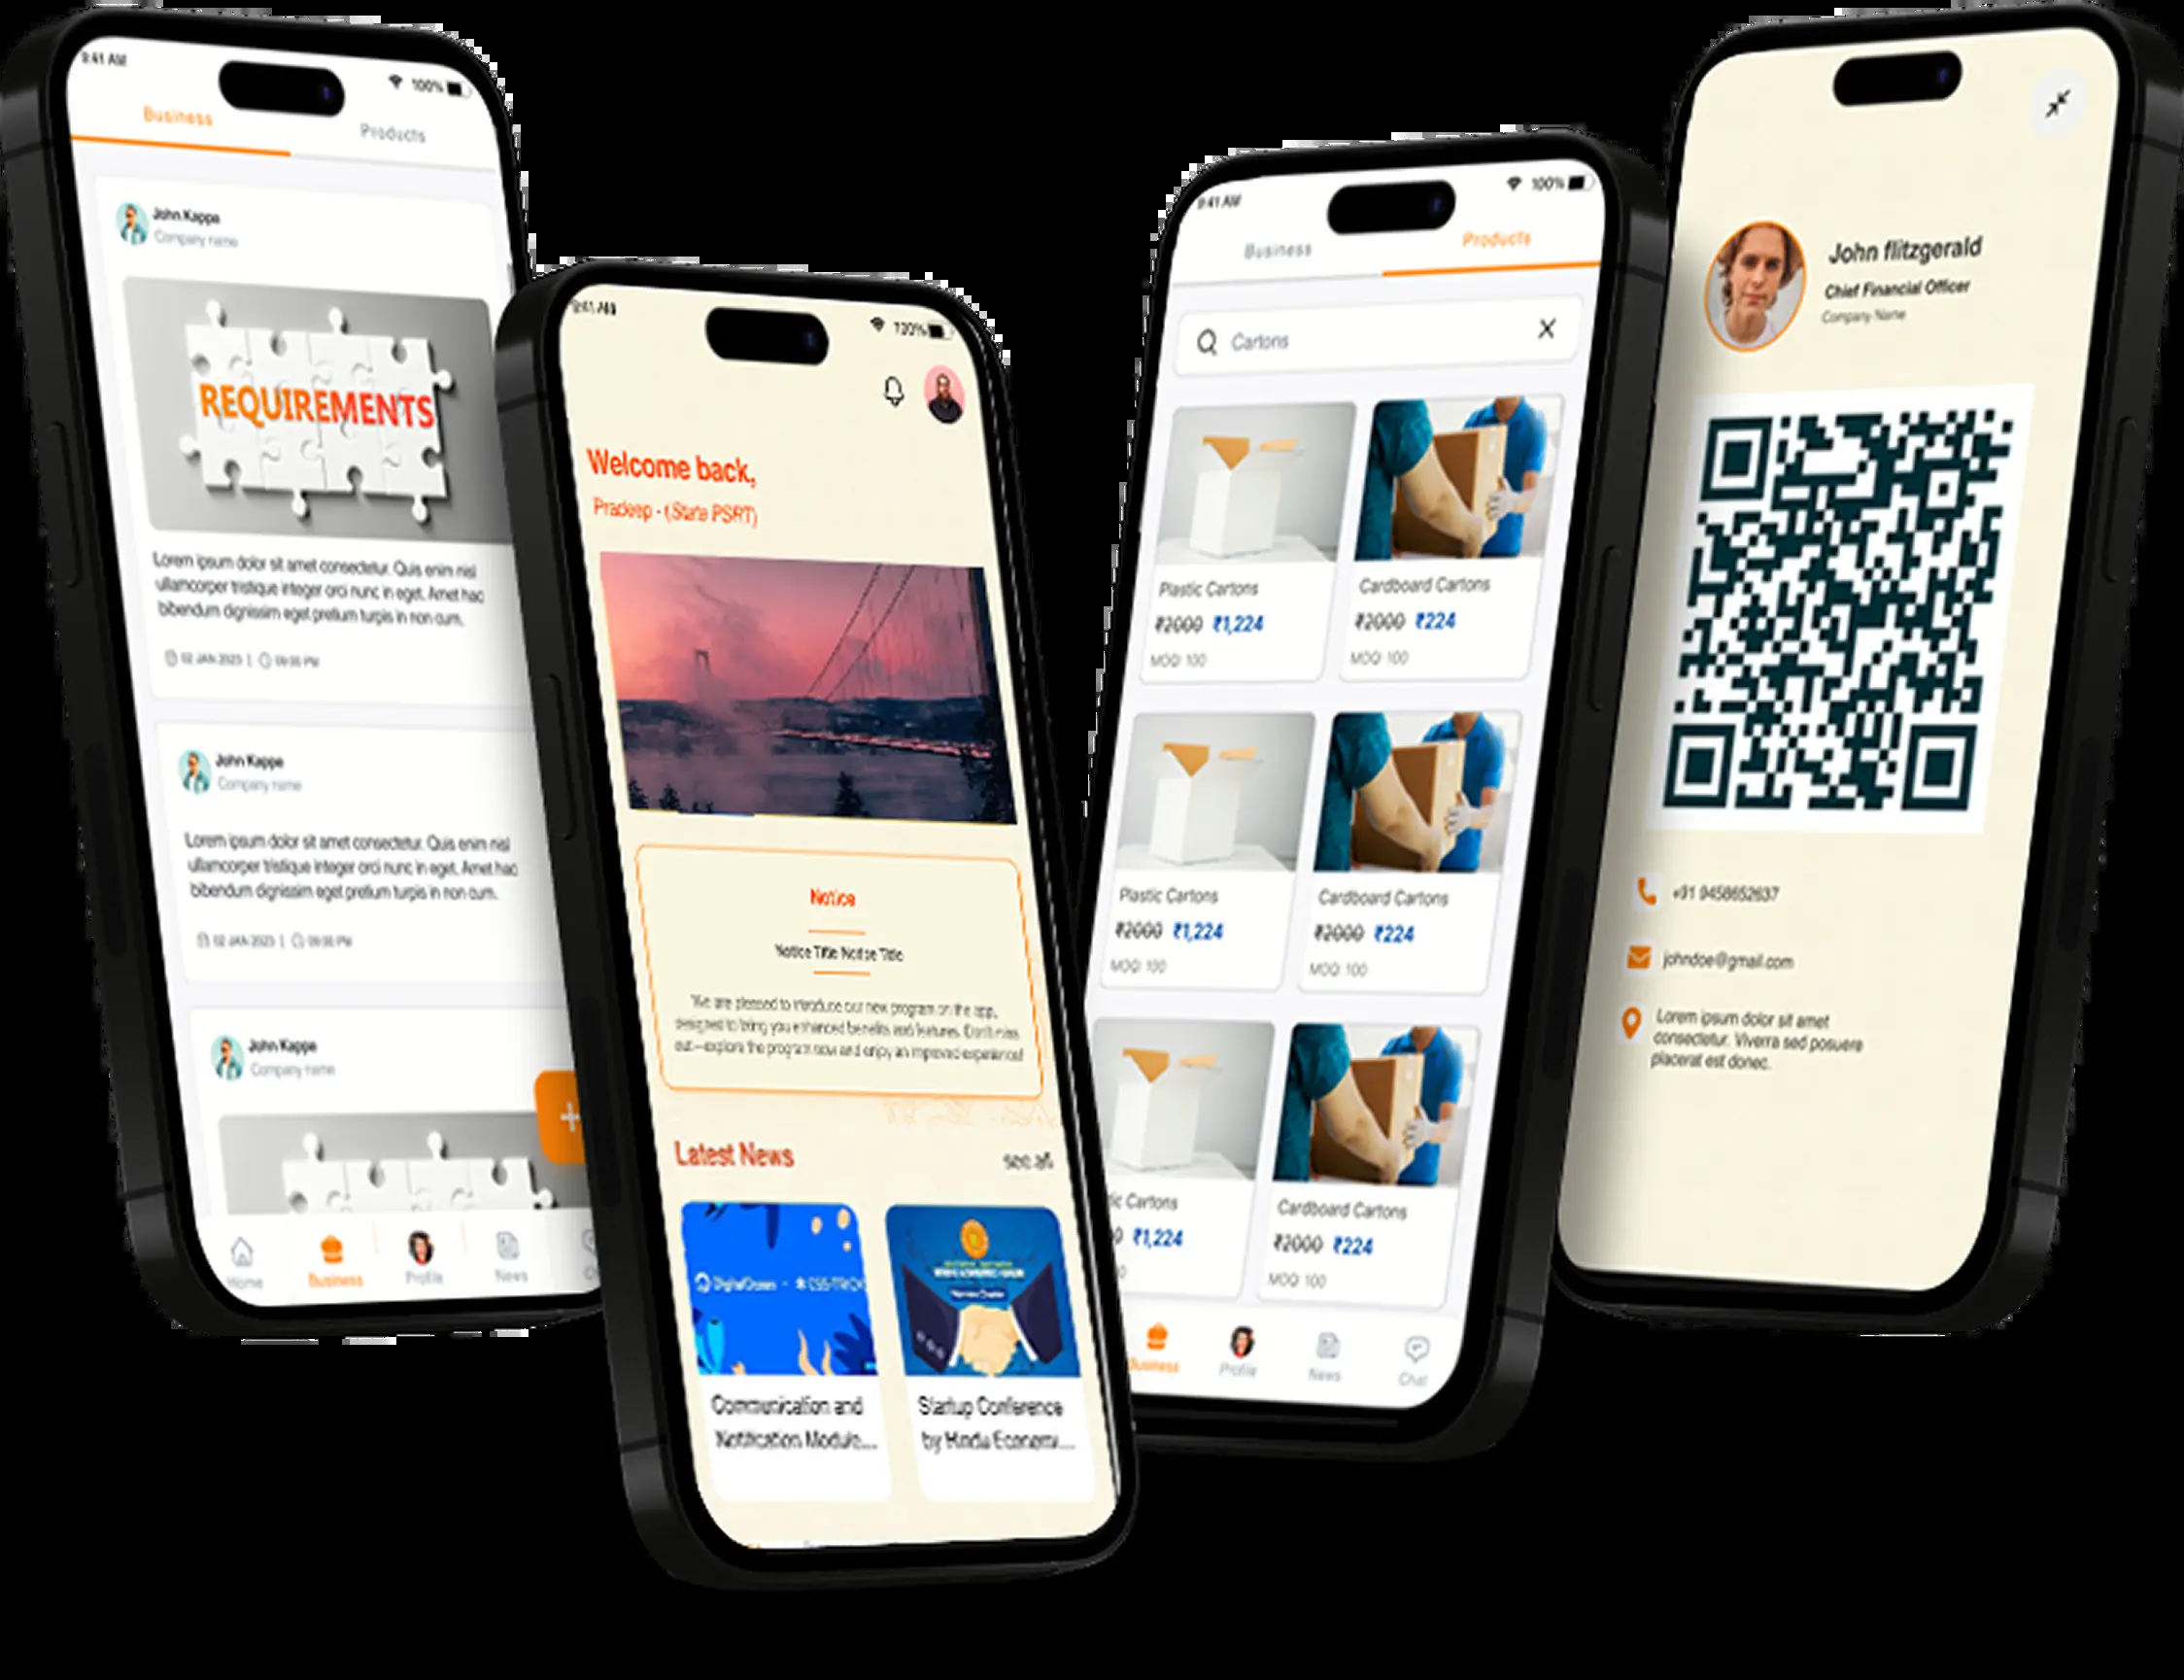 9:41 AM
100%
Business
Products
John Kappe
Company name
REQUIREMENTS
Lorem ipsum dolor sit amet consectetur. Quis enim nisl
ullamcorper tristique integer orci nunc in eget. Amet hac
bibendum dignissim eget pretium turpis in non cum.
02 JAN 2023 | 09:00 PM
John Kappe
Company name
Lorem ipsum dolor sit amet consectetur. Quis enim nisl
ullamcorper tristique integer orci nunc in eget. Amet hac
bibendum dignissim eget pretium turpis in non cum.
02 JAN 2023 | 09:00 PM
John Kappe
Company name
+
Home
Business
Profile
News
9:41 AM
100%
Welcome back,
Pradeep - (State PSRT)
Notice
Notice Title Notise Title
We are pleased to introduce our new program on the app,
designed to bring you enhanced benefits and features. Don't miss
out—explore the program now and enjoy an improved experience!
Latest News
see all
DigitalOcean
CSS-TRICK
Communication and
Notification Module....
Startup Conference
by Hindu Economi....
9:41 AM
100%
Business
Products
Cartons
Plastic Cartons
₹2000 ₹1,224
MOQ: 100
Cardboard Cartons
₹2000 ₹224
MOQ: 100
Plastic Cartons
₹2000 ₹1,224
MOQ: 100
Cardboard Cartons
₹2000 ₹224
MOQ: 100
tic Cartons
0 ₹1,224
0
Cardboard Cartons
₹2000 ₹224
MOQ: 100
Business
Profile
News
Chat
John flitzgerald
Chief Financial Officer
Company Name
+91 9458652637
johndoe@gmail.com
Lorem ipsum dolor sit amet
consectetur. Viverra sed posuere
placerat est donec.